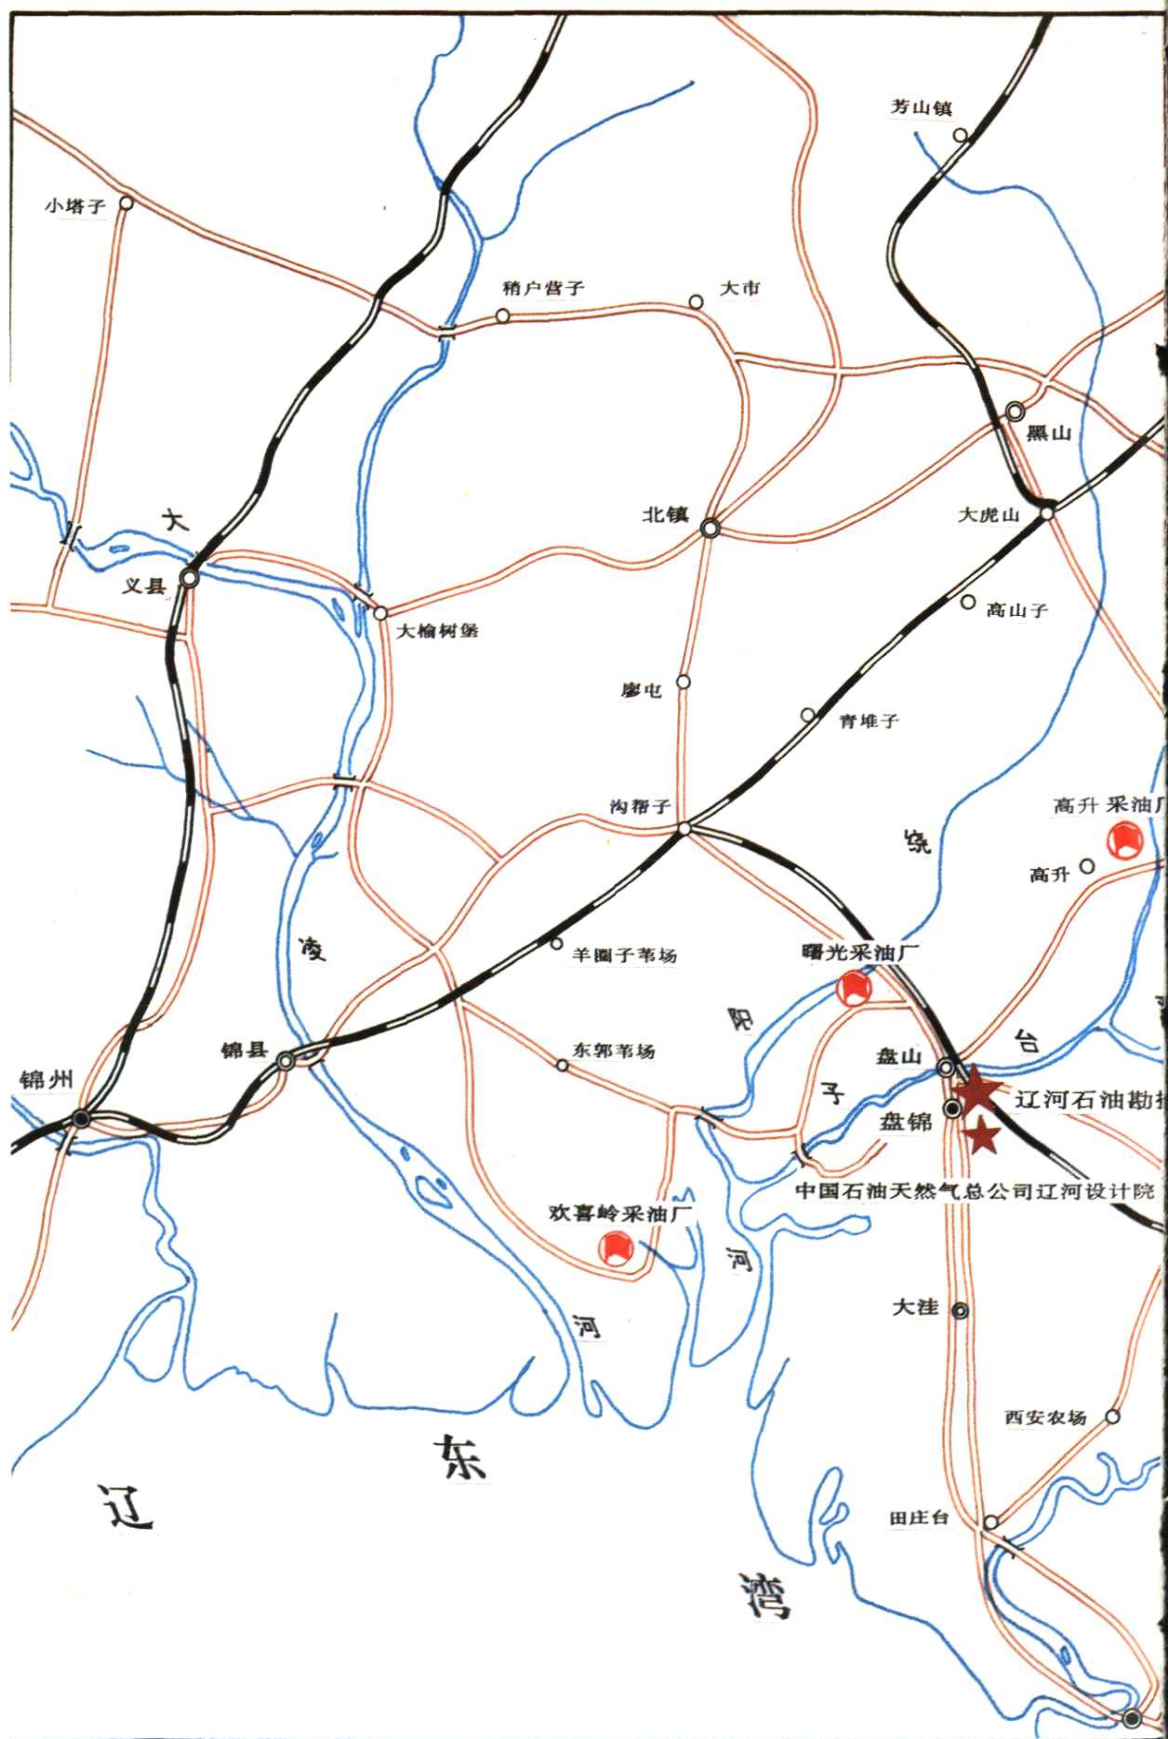 芳山镇
小塔子
稍户营子
大市
黑山
大
北镇
大虎山
义县
高山子
大榆树堡
廖屯
青堆子
沟帮子
高升采油厂
绕
高升
凌
羊圈子苇场
曙光采油厂
阳
台
锦县
东郭苇场
盘山
锦州
子
辽河石油勘
盘锦
中国石油天然气总公司辽河设计院
欢喜岭采油厂
河
大洼
河
西安农场
东
辽
田庄台
湾